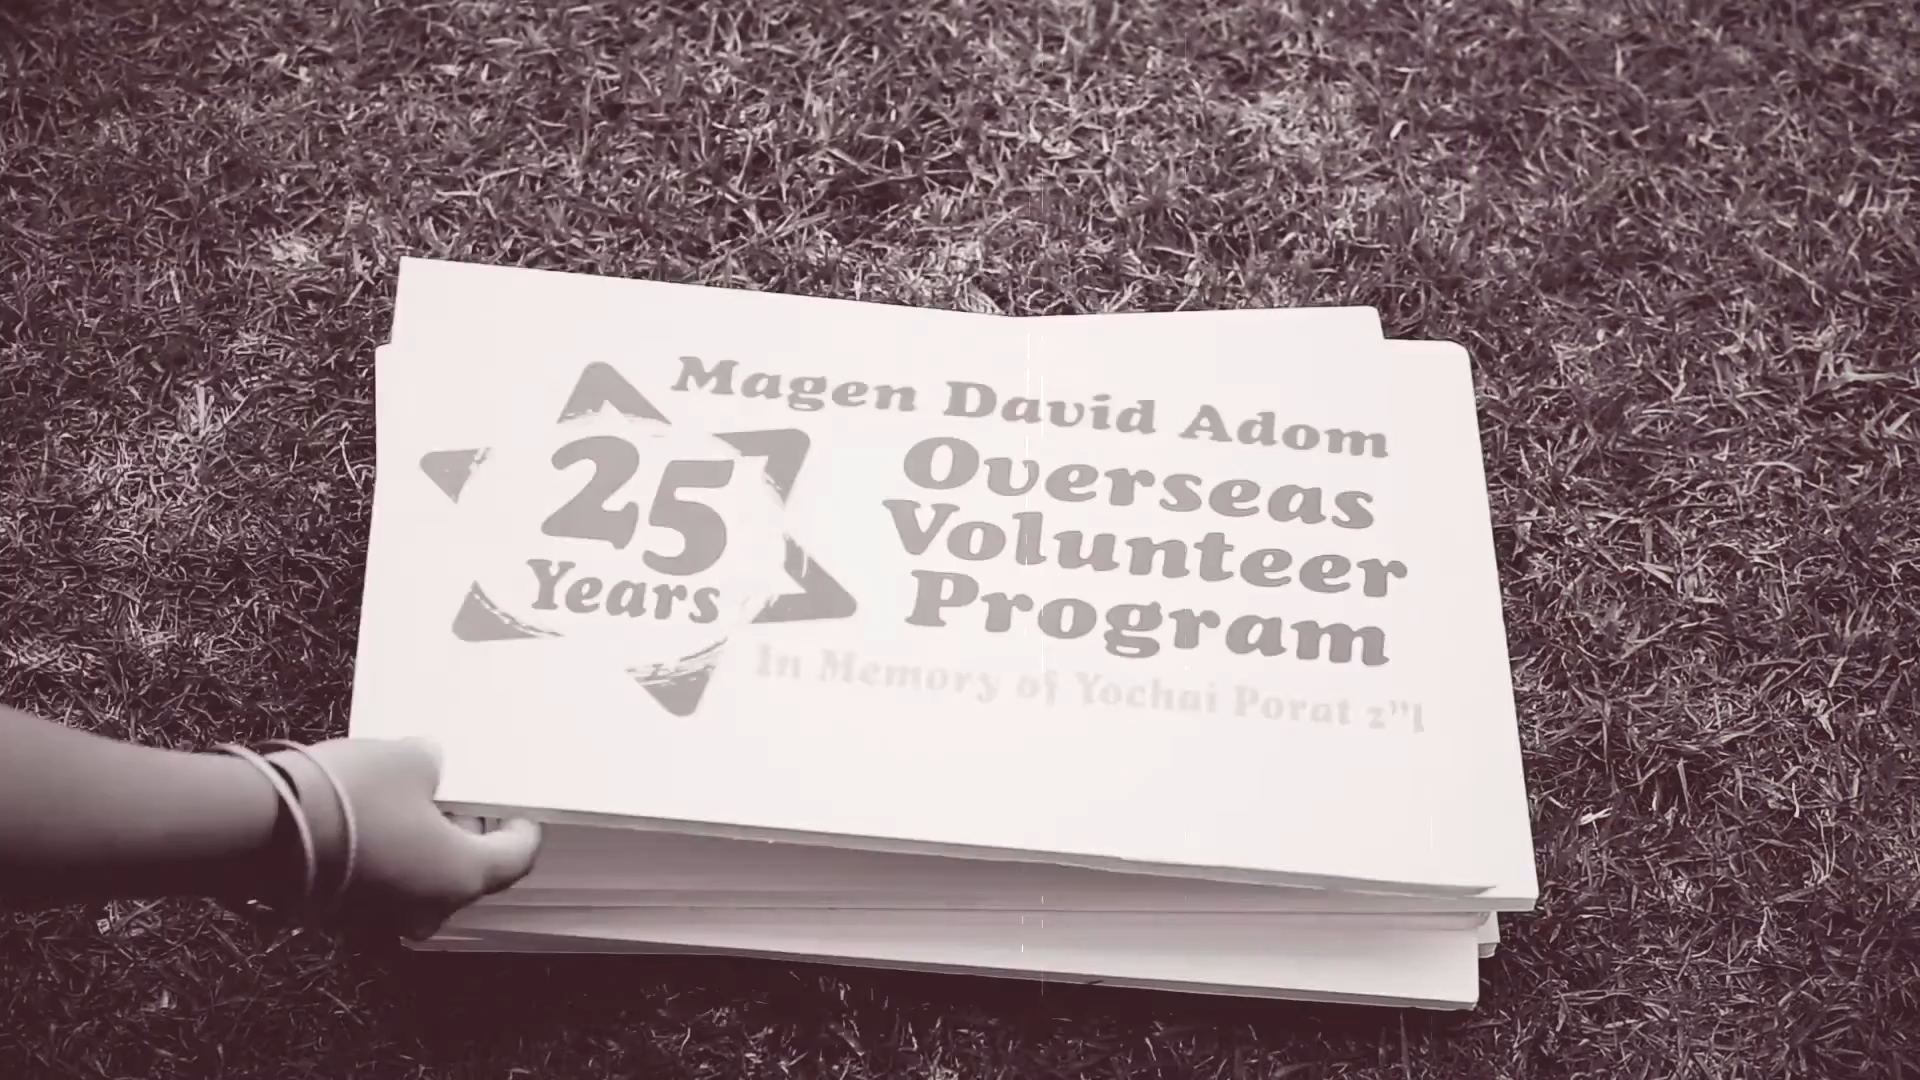 25
Years
Magen David Adom
Overseas
Volunteer
Program
In Memory of Yochai Porat z"l